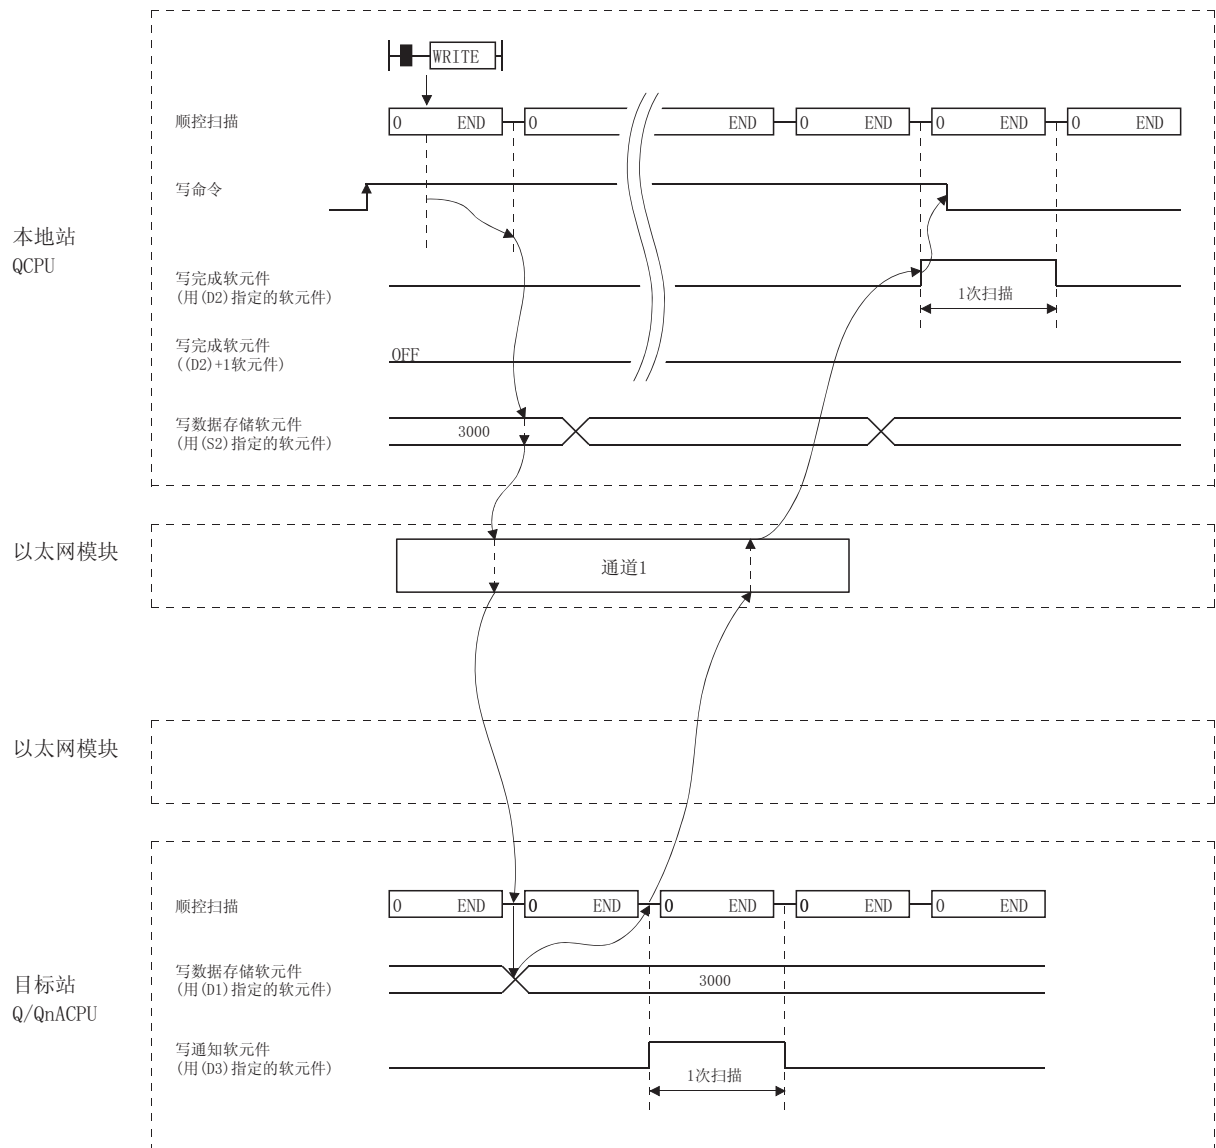 WRITE
顺控扫描
0 END 0 END 0 END 0 END 0 END
写命令
本地站
QCPU
写完成软元件
(用(D2)指定的软元件)
1次扫描
写完成软元件
((D2)+1软元件)
OFF
写数据存储软元件
(用(S2)指定的软元件)
3000
以太网模块
通道1
以太网模块
顺控扫描
0 END 0 END 0 END 0 END 0 END
目标站
Q/QnACPU
写数据存储软元件
(用(D1)指定的软元件)
3000
写通知软元件
(用(D3)指定的软元件)
1次扫描